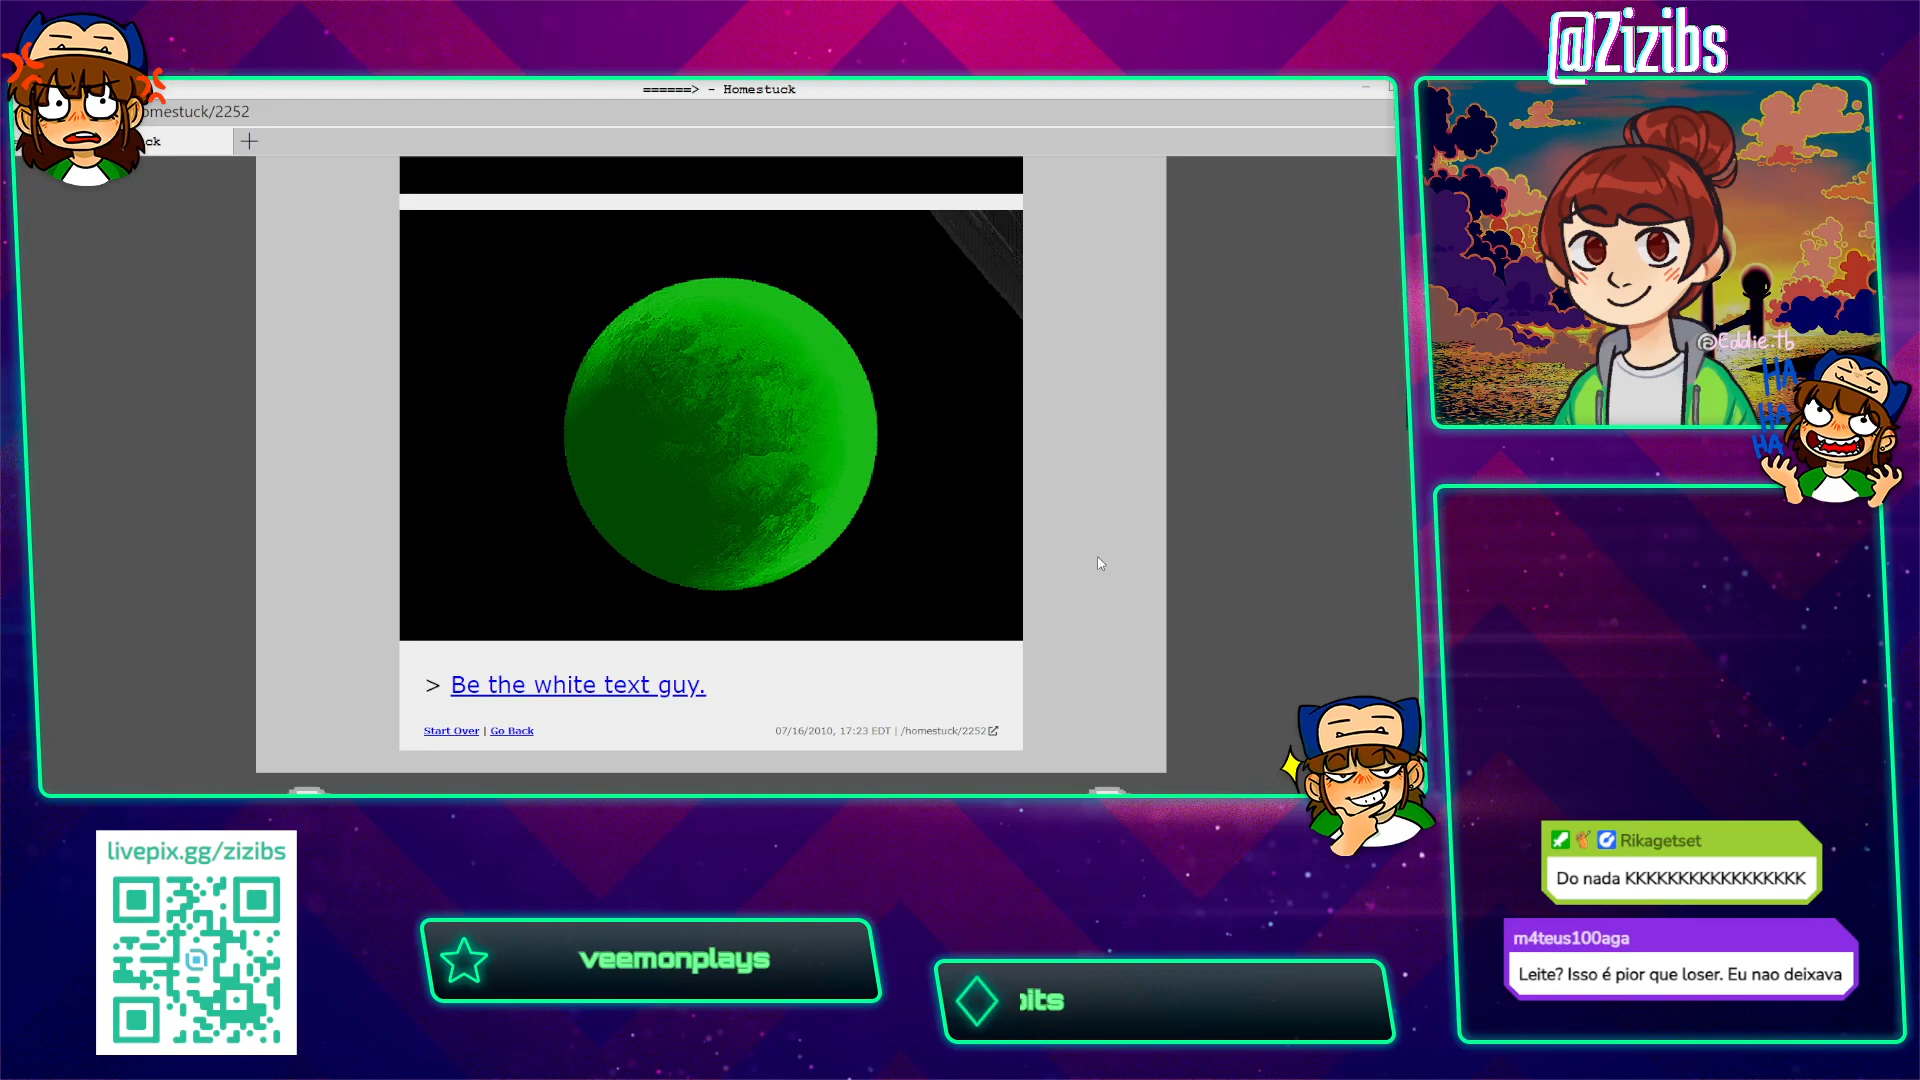 @Zizibs
======> - Homestuck
omestuck/2252
ck
@Eddie.tb
HA
HA
HA
> Be the white text guy.
Start Over | Go Back
07/16/2010, 17:23 EDT | /homestuck/2252
Rikagetset
Do nada KKKKKKKKKKKKKKKKK
m4teus100aga
Leite? Isso é pior que loser. Eu nao deixava
livepix.gg/zizibs
veemonplays
bits